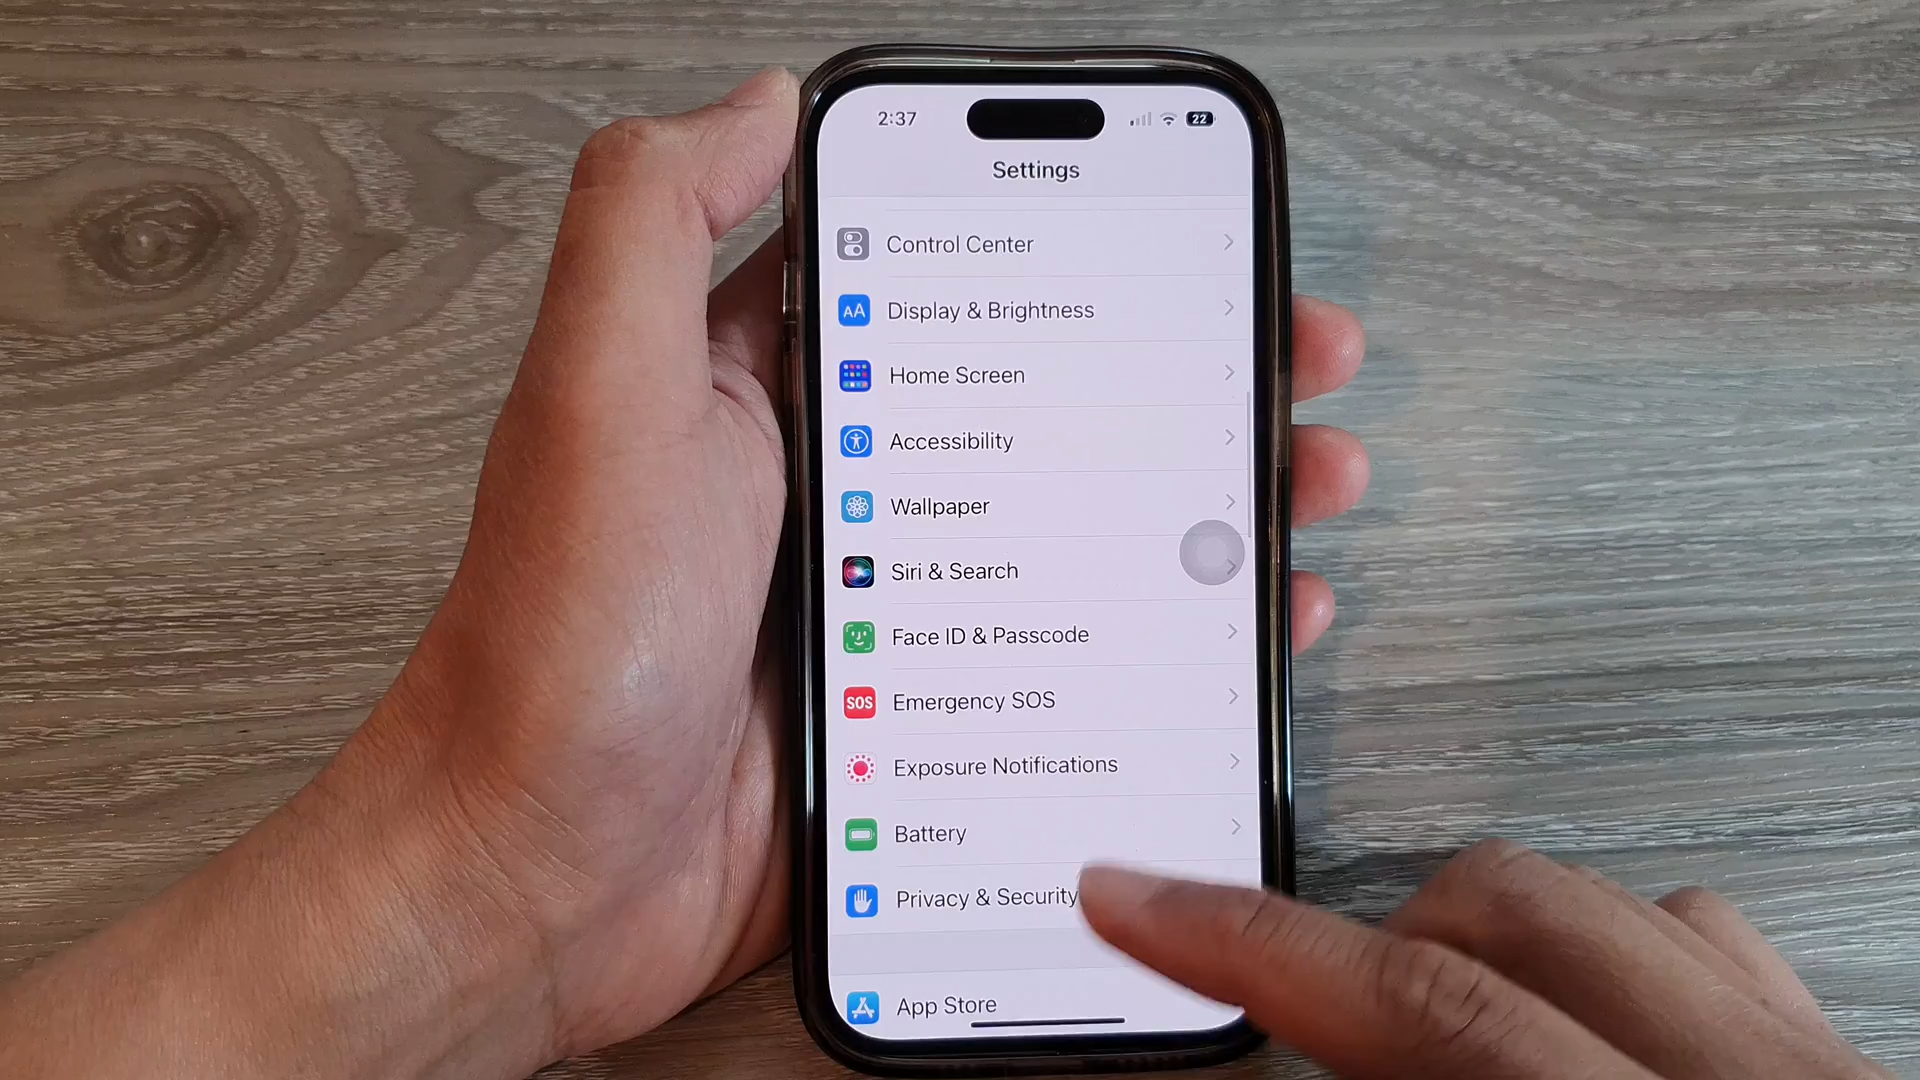 2:37
22
Settings
Control Center
AA
Display & Brightness
Home Screen
Accessibility
Wallpaper
Siri & Search
Face ID & Passcode
SOS
Emergency SOS
Exposure Notifications
Battery
Privacy & Security
App Store